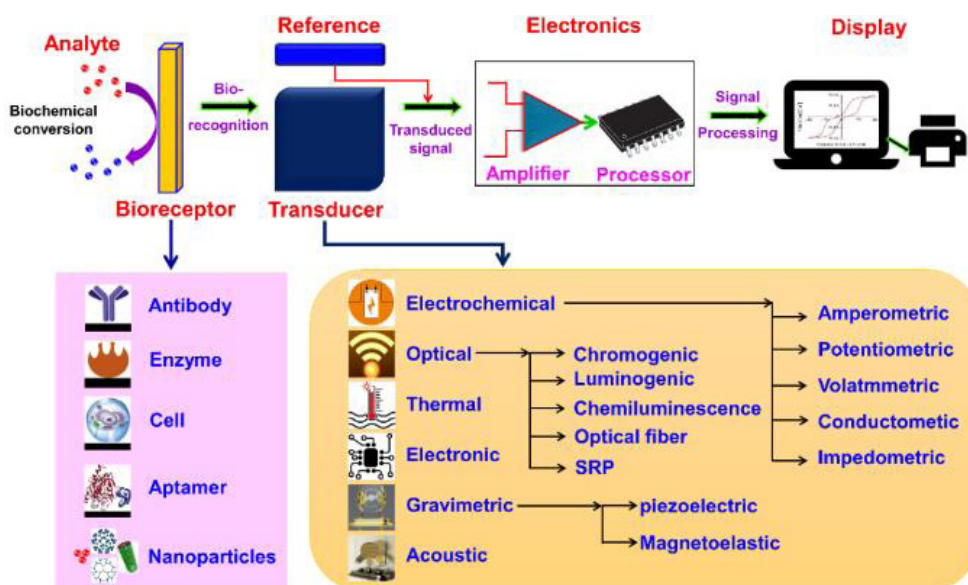 Analyte
Reference
Electronics
Display
Biochemical
conversion
Bio-
recognition
Transduced
signal
Amplifier
Processor
Signal
Processing
Bioreceptor
Transducer
Antibody
Enzyme
Cell
Aptamer
Nanoparticles
Electrochemical
Optical
Thermal
Electronic
Gravimetric
Acoustic
Chromogenic
Luminogenic
Chemiluminescence
Optical fiber
SRP
piezoelectric
Magnetoelastic
Amperometric
Potentiometric
Volatmmetric
Conductometic
Impedometric